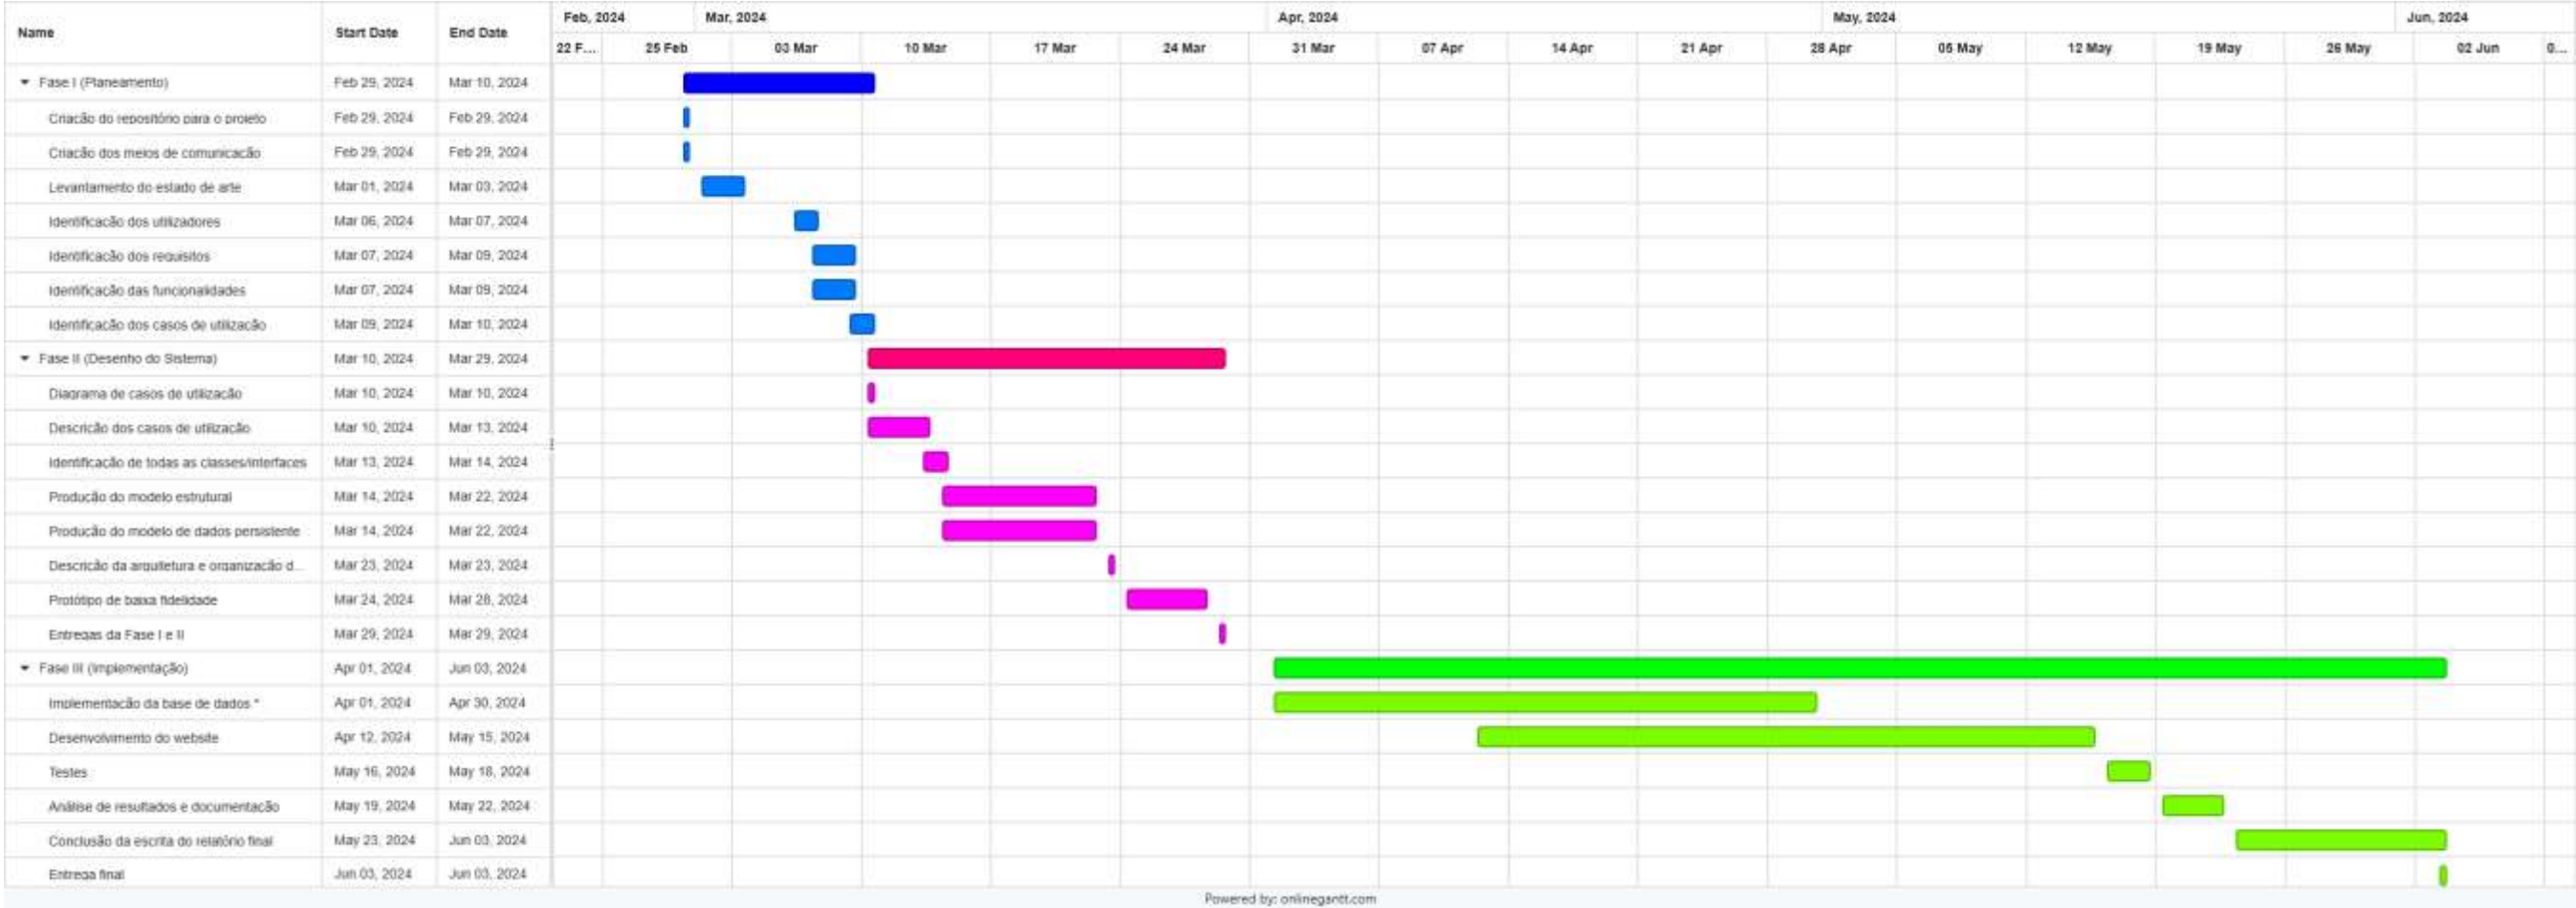 Name Start Date End Date Feb, 2024 Mar, 2024 Apr, 2024 May, 2024 Jun, 2024
22 F... 25 Feb 03 Mar 10 Mar 17 Mar 24 Mar 31 Mar 07 Apr 14 Apr 21 Apr 28 Apr 05 May 12 May 19 May 26 May 02 Jun 0...
Fase I (Planeamento) Feb 29, 2024 Mar 10, 2024
Criação do repositório para o projeto Feb 29, 2024 Feb 29, 2024
Criação dos meios de comunicação Feb 29, 2024 Feb 29, 2024
Levantamento do estado de arte Mar 01, 2024 Mar 03, 2024
Identificação dos utilizadores Mar 06, 2024 Mar 07, 2024
Identificação dos requisitos Mar 07, 2024 Mar 09, 2024
Identificação das funcionalidades Mar 07, 2024 Mar 09, 2024
Identificação dos casos de utilização Mar 09, 2024 Mar 10, 2024
Fase II (Desenho do Sistema) Mar 10, 2024 Mar 29, 2024
Diagrama de casos de utilização Mar 10, 2024 Mar 10, 2024
Descrição dos casos de utilização Mar 10, 2024 Mar 13, 2024
Identificação de todas as classes/interfaces Mar 13, 2024 Mar 14, 2024
Produção do modelo estrutural Mar 14, 2024 Mar 22, 2024
Produção do modelo de dados persistente Mar 14, 2024 Mar 22, 2024
Descrição da arquitetura e organização d... Mar 23, 2024 Mar 23, 2024
Protótipo de baixa fidelidade Mar 24, 2024 Mar 28, 2024
Entregas da Fase I e II Mar 29, 2024 Mar 29, 2024
Fase III (Implementação) Apr 01, 2024 Jun 03, 2024
Implementação da base de dados * Apr 01, 2024 Apr 30, 2024
Desenvolvimento do website Apr 12, 2024 May 15, 2024
Testes May 16, 2024 May 18, 2024
Análise de resultados e documentação May 19, 2024 May 22, 2024
Conclusão da escrita do relatório final May 23, 2024 Jun 03, 2024
Entrega final Jun 03, 2024 Jun 03, 2024
Powered by: onlinegantt.com